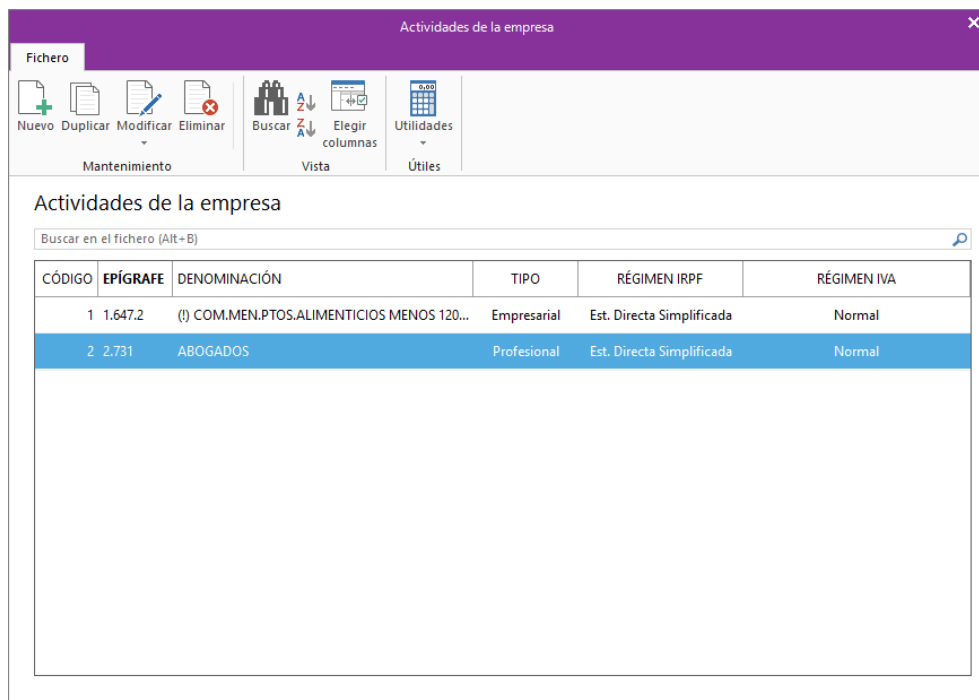 Actividades de la empresa
Fichero
Nuevo Duplicar Modificar Eliminar Buscar Elegir columnas Utilidades
Mantenimiento Vista Útiles
Actividades de la empresa
Buscar en el fichero (Alt+B)
CÓDIGO EPÍGRAFE DENOMINACIÓN TIPO RÉGIMEN IRPF RÉGIMEN IVA
1 1.647.2 (!) COM.MEN.PTOS.ALIMENTICIOS MENOS 120... Empresarial Est. Directa Simplificada Normal
2 2.731 ABOGADOS Profesional Est. Directa Simplificada Normal